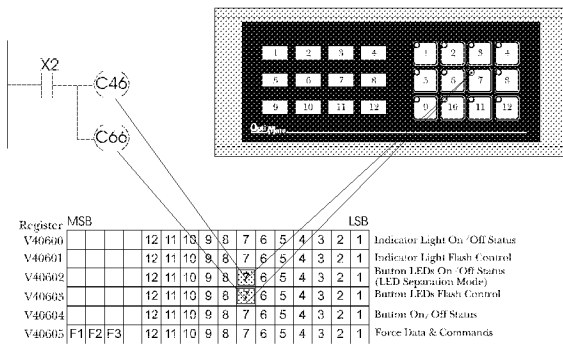 X2
C46
C66
1 2 3 4
5 6 7 8
9 10 11 12
1 2 3 4
5 6 7 8
9 10 11 12
OptiMate
Register MSB LSB
V40600 12 11 10 9 8 7 6 5 4 3 2 1 Indicator Light On/Off Status
V40601 12 11 10 9 8 7 6 5 4 3 2 1 Indicator Light Flash Control
V40602 12 11 10 9 8 7 6 5 4 3 2 1 Button LEDs On/Off Status
(LED Separation Mode)
V40603 12 11 10 9 8 7 6 5 4 3 2 1 Button LEDs Flash Control
V40604 12 11 10 9 8 7 6 5 4 3 2 1 Button On/Off Status
V40605 F1 F2 F3 12 11 10 9 8 7 6 5 4 3 2 1 Force Data & Commands